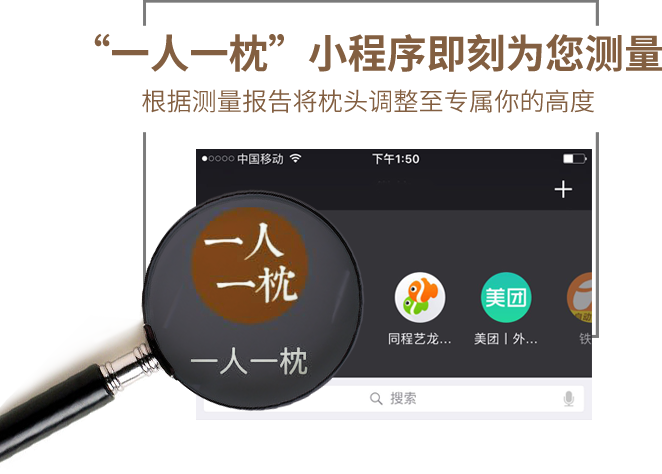 “一人一枕”小程序即刻为您测量
根据测量报告将枕头调整至专属你的高度
中国移动 下午1:50
一人
一枕
美团
自动
一人一枕
同程艺龙... 美团丨外... 铁
搜索